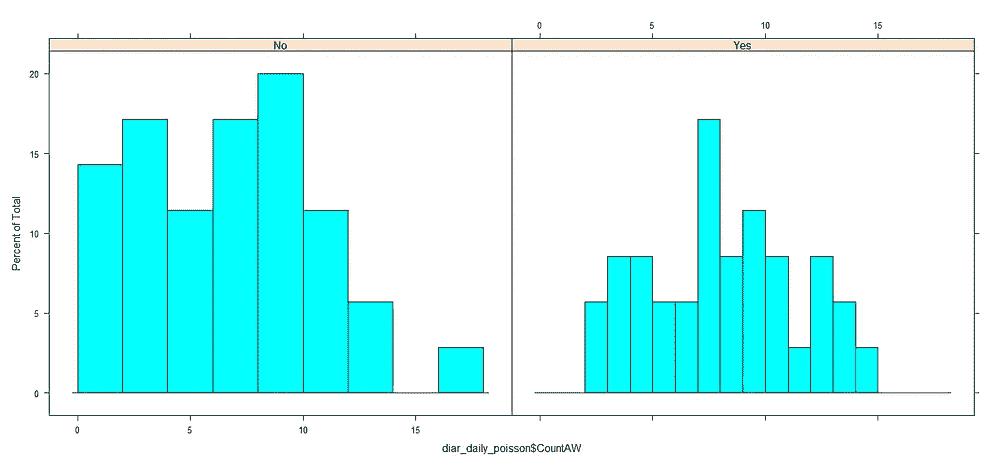 0 5 10 15
No Yes
20
15
10
5
0
Percent of Total
0 5 10 15
diar_daily_poisson$CountAW